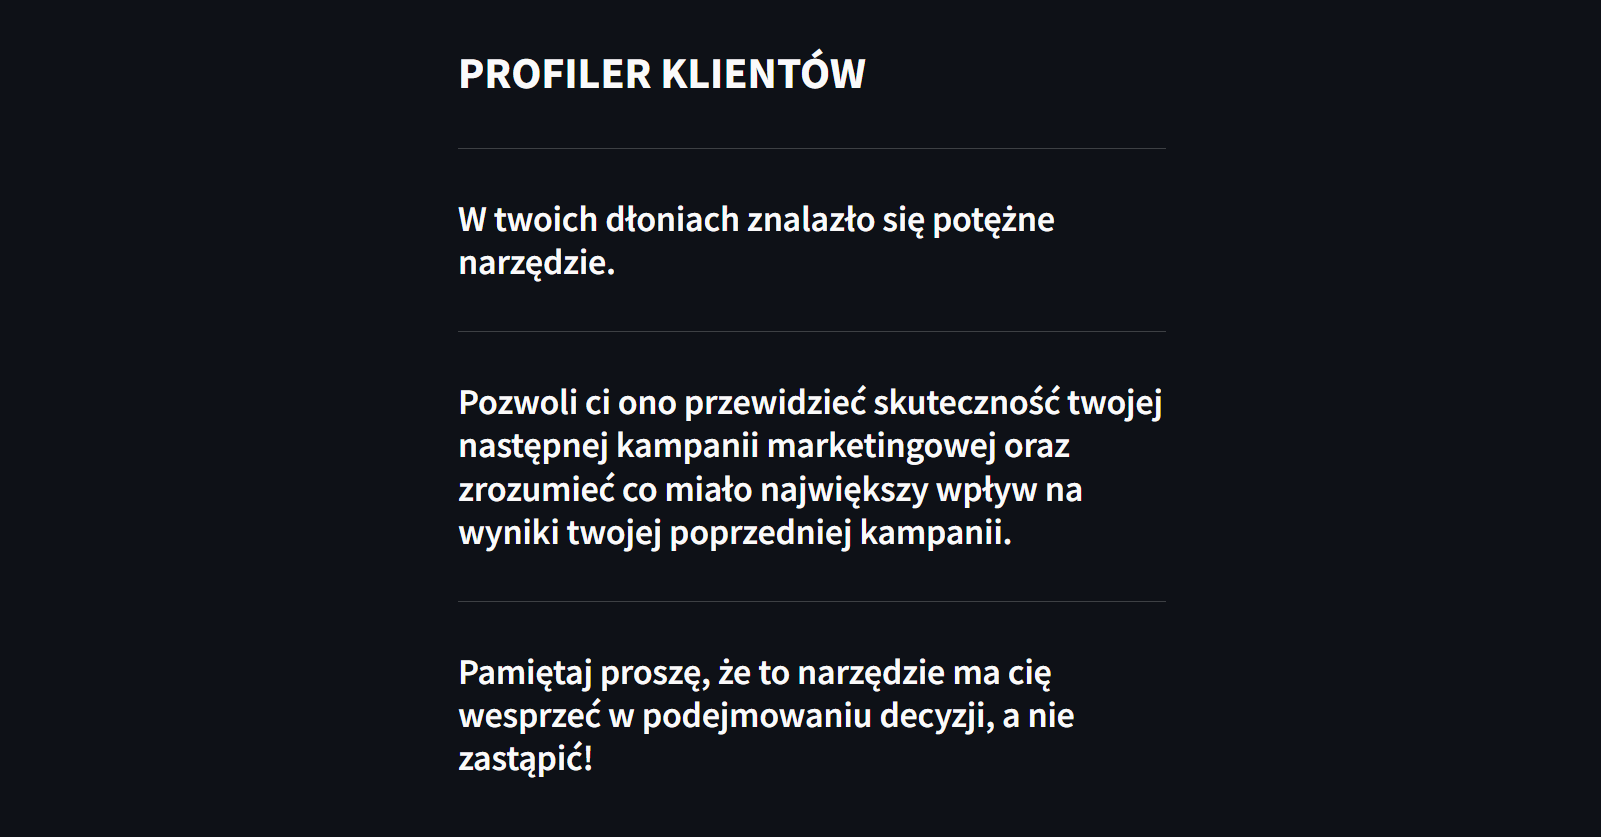 PROFILER KLIENTÓW
W twoich dłoniach znalazło się potężne
narzędzie.
Pozwoli ci ono przewidzieć skuteczność twojej
następnej kampanii marketingowej oraz
zrozumieć co miało największy wpływ na
wyniki twojej poprzedniej kampanii.
Pamiętaj proszę, że to narzędzie ma cię
wesprzeć w podejmowaniu decyzji, a nie
zastąpić!